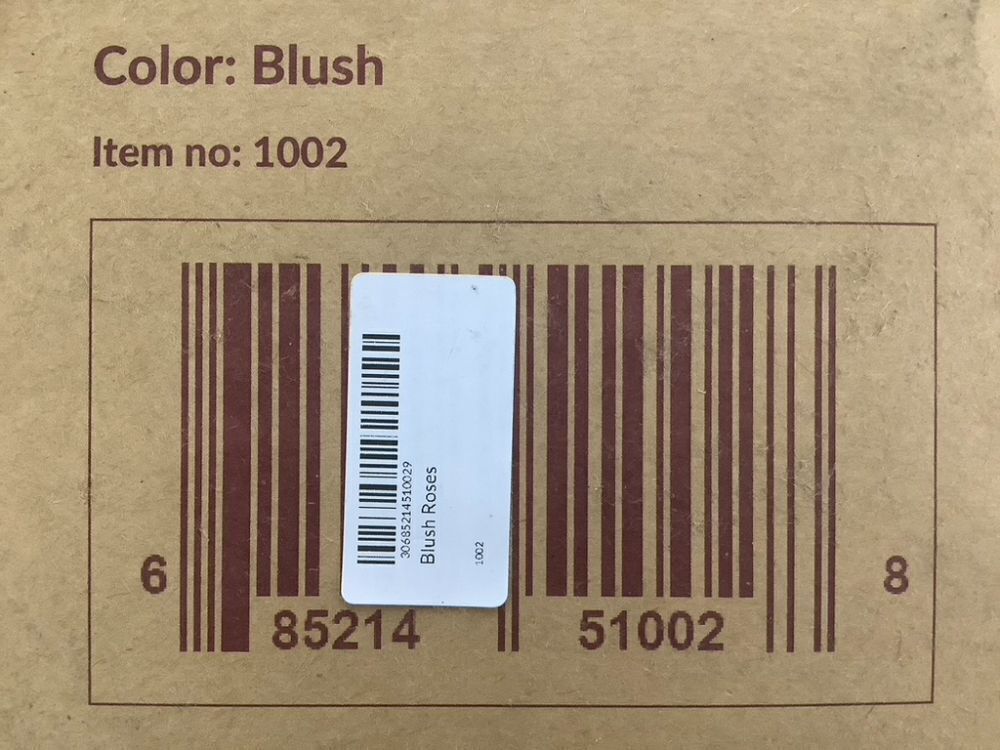 Color: Blush
Item no: 1002
30685214510029
Blush Roses
1002
6 85214 51002 8